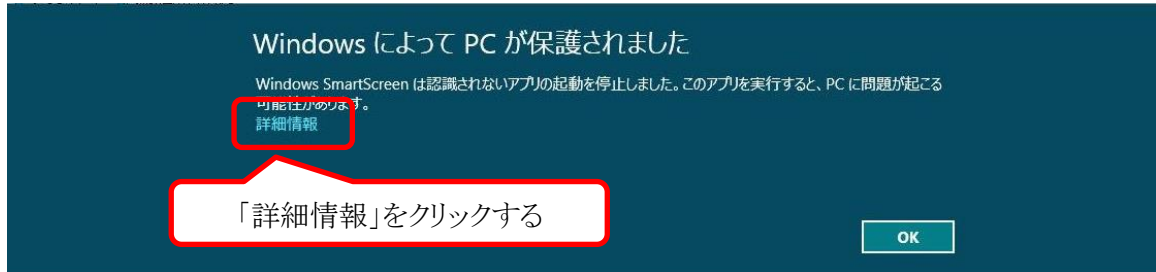 Windows によって PC が保護されました
Windows SmartScreen は認識されないアプリの起動を停止しました。このアプリを実行すると、PC に問題が起こる
可能性があります。
詳細情報
「詳細情報」をクリックする
OK